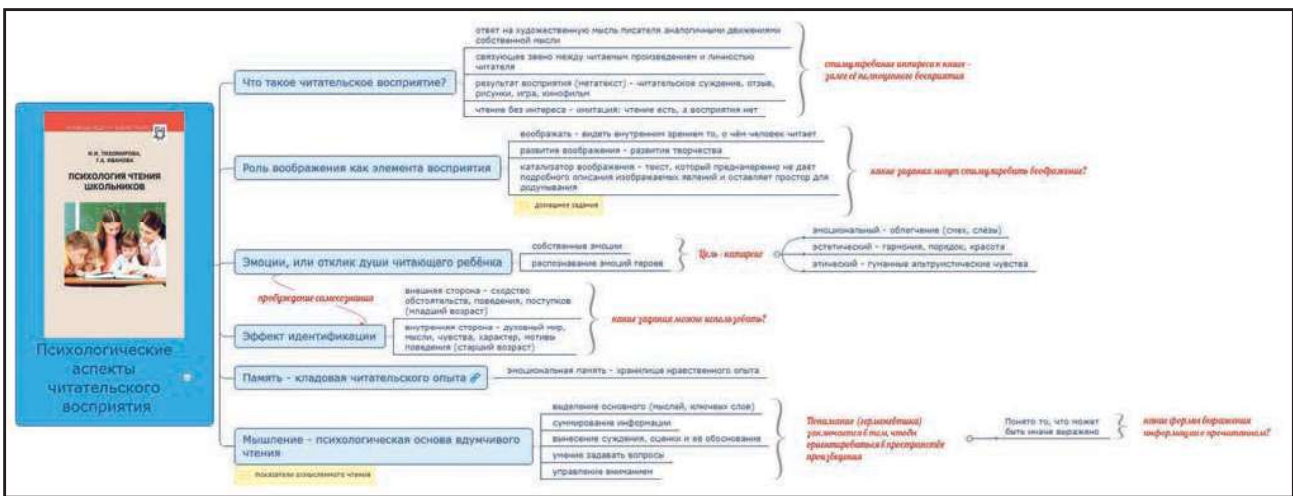 И.И. ТИХОМИРОВА,
Г.А. ИВАНОВА
ПСИХОЛОГИЯ ЧТЕНИЯ
ШКОЛЬНИКОВ
Психологические
аспекты
читательского
восприятия
Что такое читательское восприятие?
ответ на художественную мысль писателя аналогичными движениями
собственной мысли
связующее звено между читаемым произведением и личностью
читателя
результат восприятия (метатекст) - читательское суждение, отзыв,
рисунки, игра, кинофильм
чтение без интереса - имитация: чтение есть, а восприятия нет
стимулирование интереса к книге -
залог её полноценного восприятия
Роль воображения как элемента восприятия
воображать - видеть внутренним зрением то, о чём человек читает
развития воображения - развития творчества
катализатор воображения - текст, который преднамеренно не дает
подробного описания изображаемых явлений и оставляет простор для
додумывания
домашнее задание
какие задания могут стимулировать воображение?
Эмоции, или отклик души читающего ребёнка
собственные эмоции
распознавание эмоций героев
Цель - катарсис
эмоциональный - облегчение (смех, слёзы)
эстетический - гармония, порядок, красота
этический - гуманные альтруистические чувства
пробуждение самосознания
Эффект идентификации
внешняя сторона - сходство
обстоятельств, поведения, поступков
(младший возраст)
внутренняя сторона - духовный мир,
мысли, чувства, характер, мотивы
поведения (старший возраст)
какие задания можно использовать?
Память - кладовая читательского опыта
эмоциональная память - хранилище нравственного опыта
Мышление - психологическая основа вдумчивого
чтения
показатели осмысленного чтения
выделение основного (мыслей, ключевых слов)
суммирование информации
вынесение суждения, оценки и её обоснование
умение задавать вопросы
управление вниманием
Понимание (герменевтика)
заключается в том, чтобы
ориентироваться в пространстве
произведения
Понято то, что может
быть иначе выражено
какие формы выражения
информации о прочитанном?